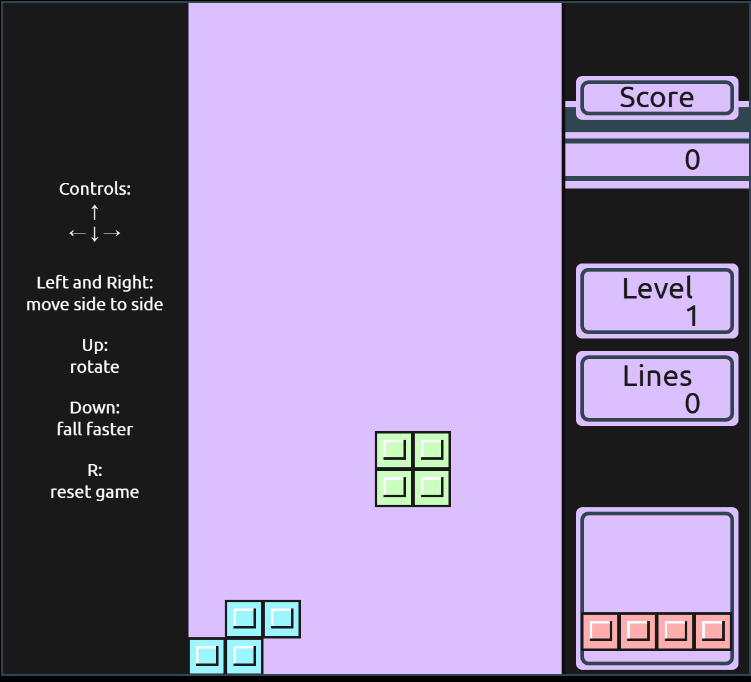 Controls:
↑
←↓→
Left and Right:
move side to side
Up:
rotate
Down:
fall faster
R:
reset game
Score
0
Level
1
Lines
0